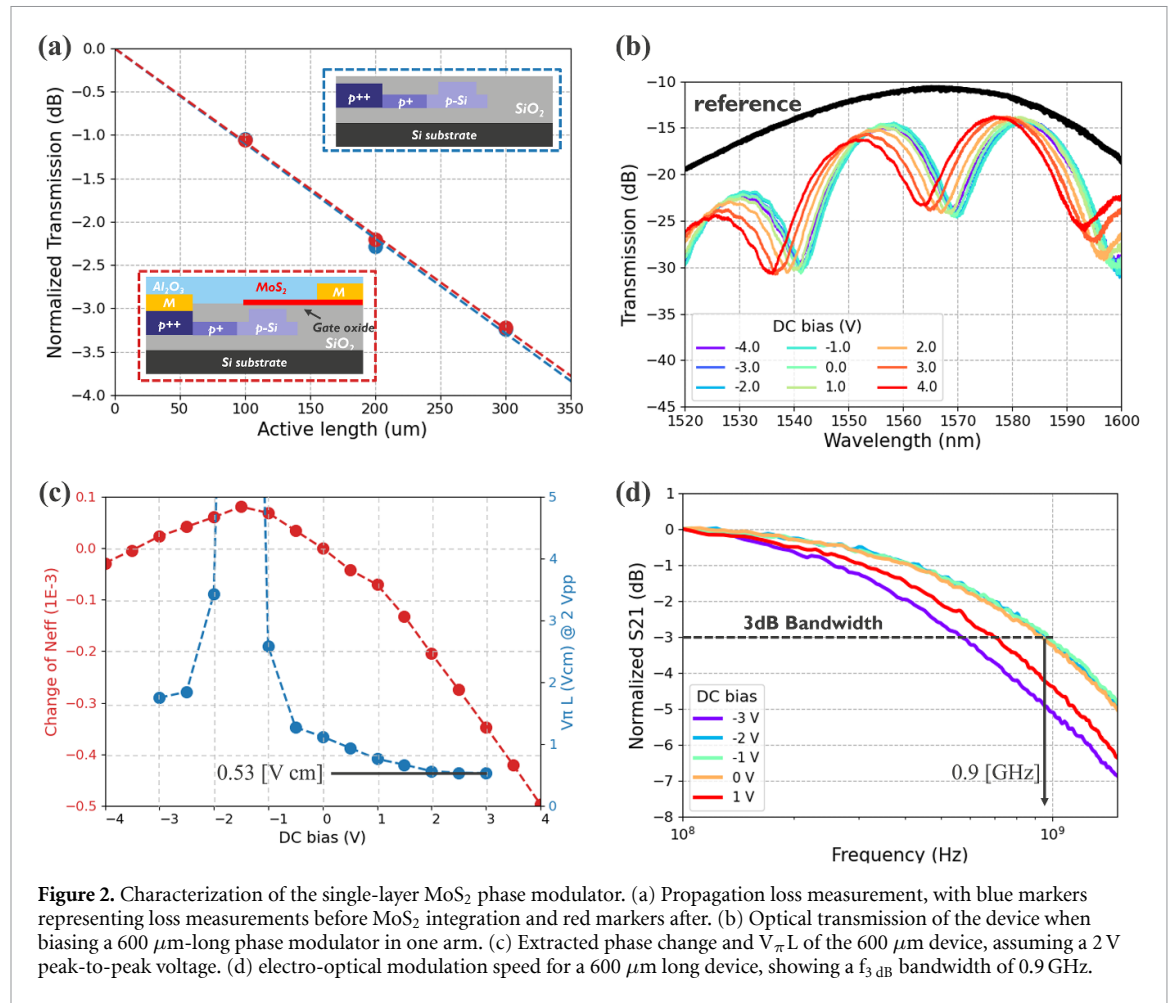 (a)
0.0
−0.5
−1.0
−1.5
−2.0
−2.5
−3.0
−3.5
−4.0
Normalized Transmission (dB)
p++
p+
p-Si
SiO2
Si substrate
Al2O3
MoS2
M
M
p++
p+
p-Si
Gate oxide
SiO2
Si substrate
0 50 100 150 200 250 300 350
Active length (um)
(b)
reference
−10
−15
−20
−25
−30
−35
−40
−45
Transmission (dB)
DC bias (V)
-4.0 -1.0 2.0
-3.0 0.0 3.0
-2.0 1.0 4.0
1520 1530 1540 1550 1560 1570 1580 1590 1600
Wavelength (nm)
(c)
0.1
0.0
−0.1
−0.2
−0.3
−0.4
−0.5
Change of Neff (1E-3)
5
4
3
2
1
0
Vπ L (Vcm) @ 2 Vpp
0.53 [V cm]
−4 −3 −2 −1 0 1 2 3 4
DC bias (V)
(d)
1
0
−1
−2
−3
−4
−5
−6
−7
−8
Normalized S21 (dB)
3dB Bandwidth
DC bias
-3 V
-2 V
-1 V
0 V
1 V
0.9 [GHz]
10⁸ 10⁹
Frequency (Hz)
Figure 2. Characterization of the single-layer MoS2 phase modulator. (a) Propagation loss measurement, with blue markers
representing loss measurements before MoS2 integration and red markers after. (b) Optical transmission of the device when
biasing a 600 μm-long phase modulator in one arm. (c) Extracted phase change and VπL of the 600 μm device, assuming a 2 V
peak-to-peak voltage. (d) electro-optical modulation speed for a 600 μm long device, showing a f3 dB bandwidth of 0.9 GHz.